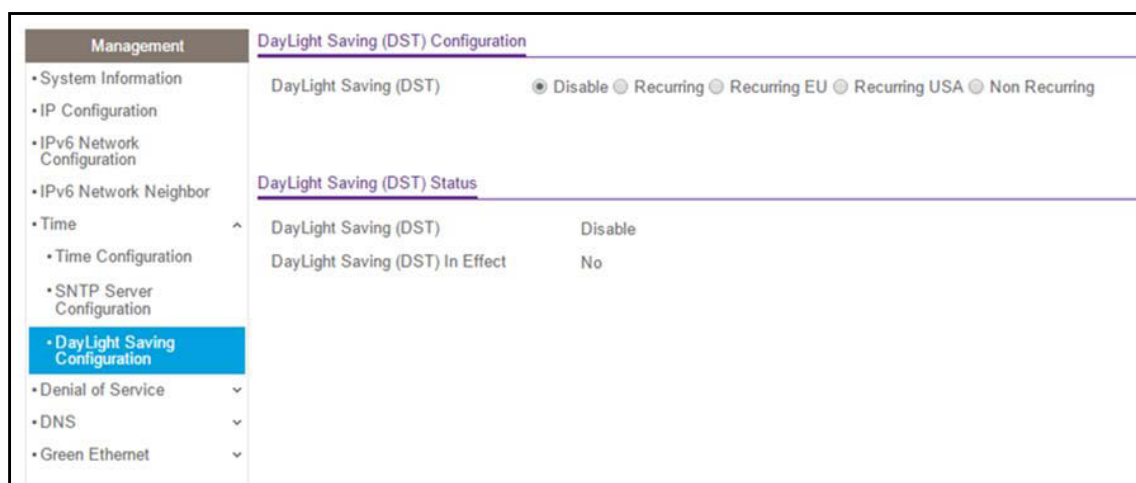 Management
• System Information
• IP Configuration
• IPv6 Network
Configuration
• IPv6 Network Neighbor
• Time
• Time Configuration
• SNTP Server
Configuration
• DayLight Saving
Configuration
• Denial of Service
• DNS
• Green Ethernet
DayLight Saving (DST) Configuration
DayLight Saving (DST) Disable Recurring Recurring EU Recurring USA Non Recurring
DayLight Saving (DST) Status
DayLight Saving (DST) Disable
DayLight Saving (DST) In Effect No